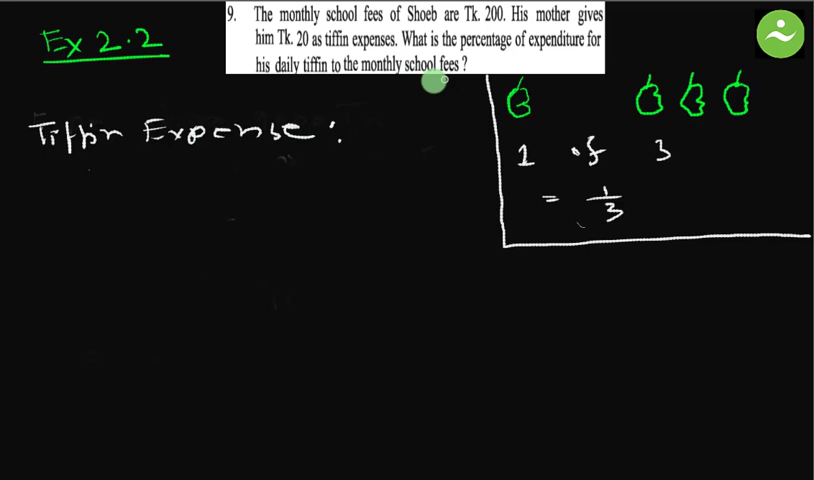 Ex 2.2
9. The monthly school fees of Shoeb are Tk. 200. His mother gives
him Tk. 20 as tiffin expenses. What is the percentage of expenditure for
his daily tiffin to the monthly school fees ?
Tiffin Expense :
1 of 3
= 1/3